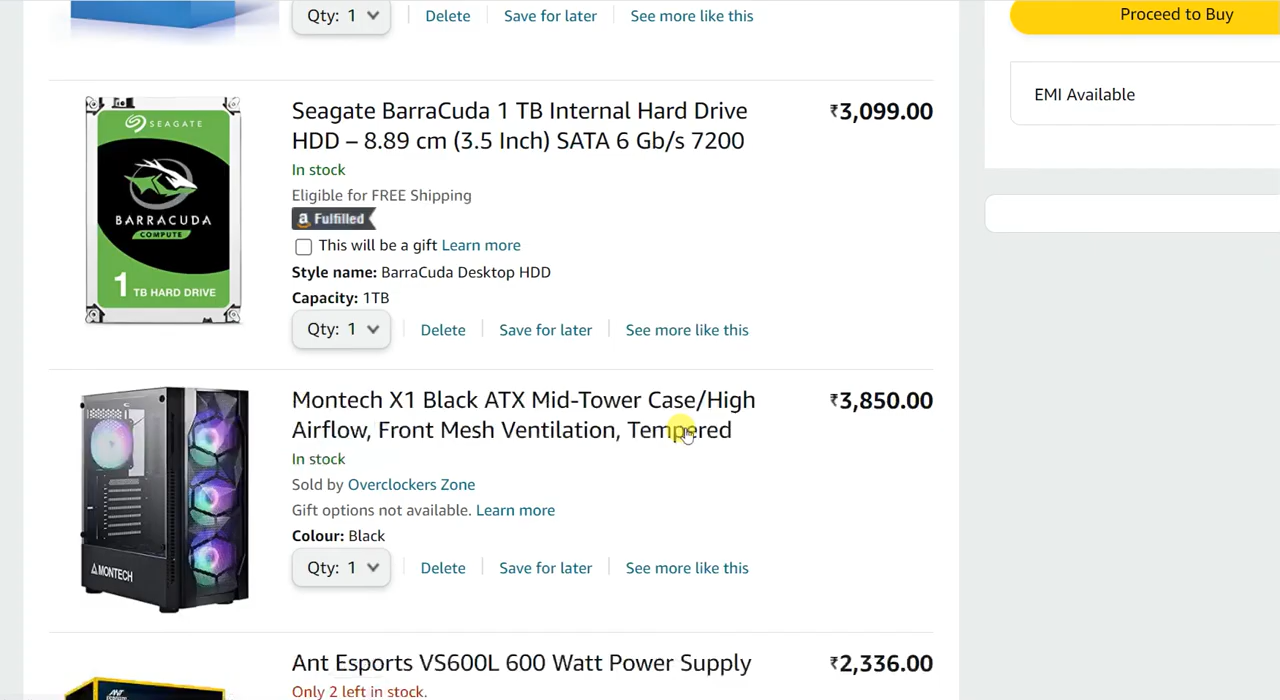 Qty: 1 Delete Save for later See more like this
Proceed to Buy
EMI Available
SEAGATE
BARRACUDA
COMPUTE
1 TB HARD DRIVE
Seagate BarraCuda 1 TB Internal Hard Drive ₹3,099.00
HDD – 8.89 cm (3.5 Inch) SATA 6 Gb/s 7200
In stock
Eligible for FREE Shipping
a Fulfilled
This will be a gift Learn more
Style name: BarraCuda Desktop HDD
Capacity: 1TB
Qty: 1 Delete Save for later See more like this
MONTECH
Montech X1 Black ATX Mid-Tower Case/High ₹3,850.00
Airflow, Front Mesh Ventilation, Tempered
In stock
Sold by Overclockers Zone
Gift options not available. Learn more
Colour: Black
Qty: 1 Delete Save for later See more like this
Ant Esports VS600L 600 Watt Power Supply ₹2,336.00
Only 2 left in stock.
ANT